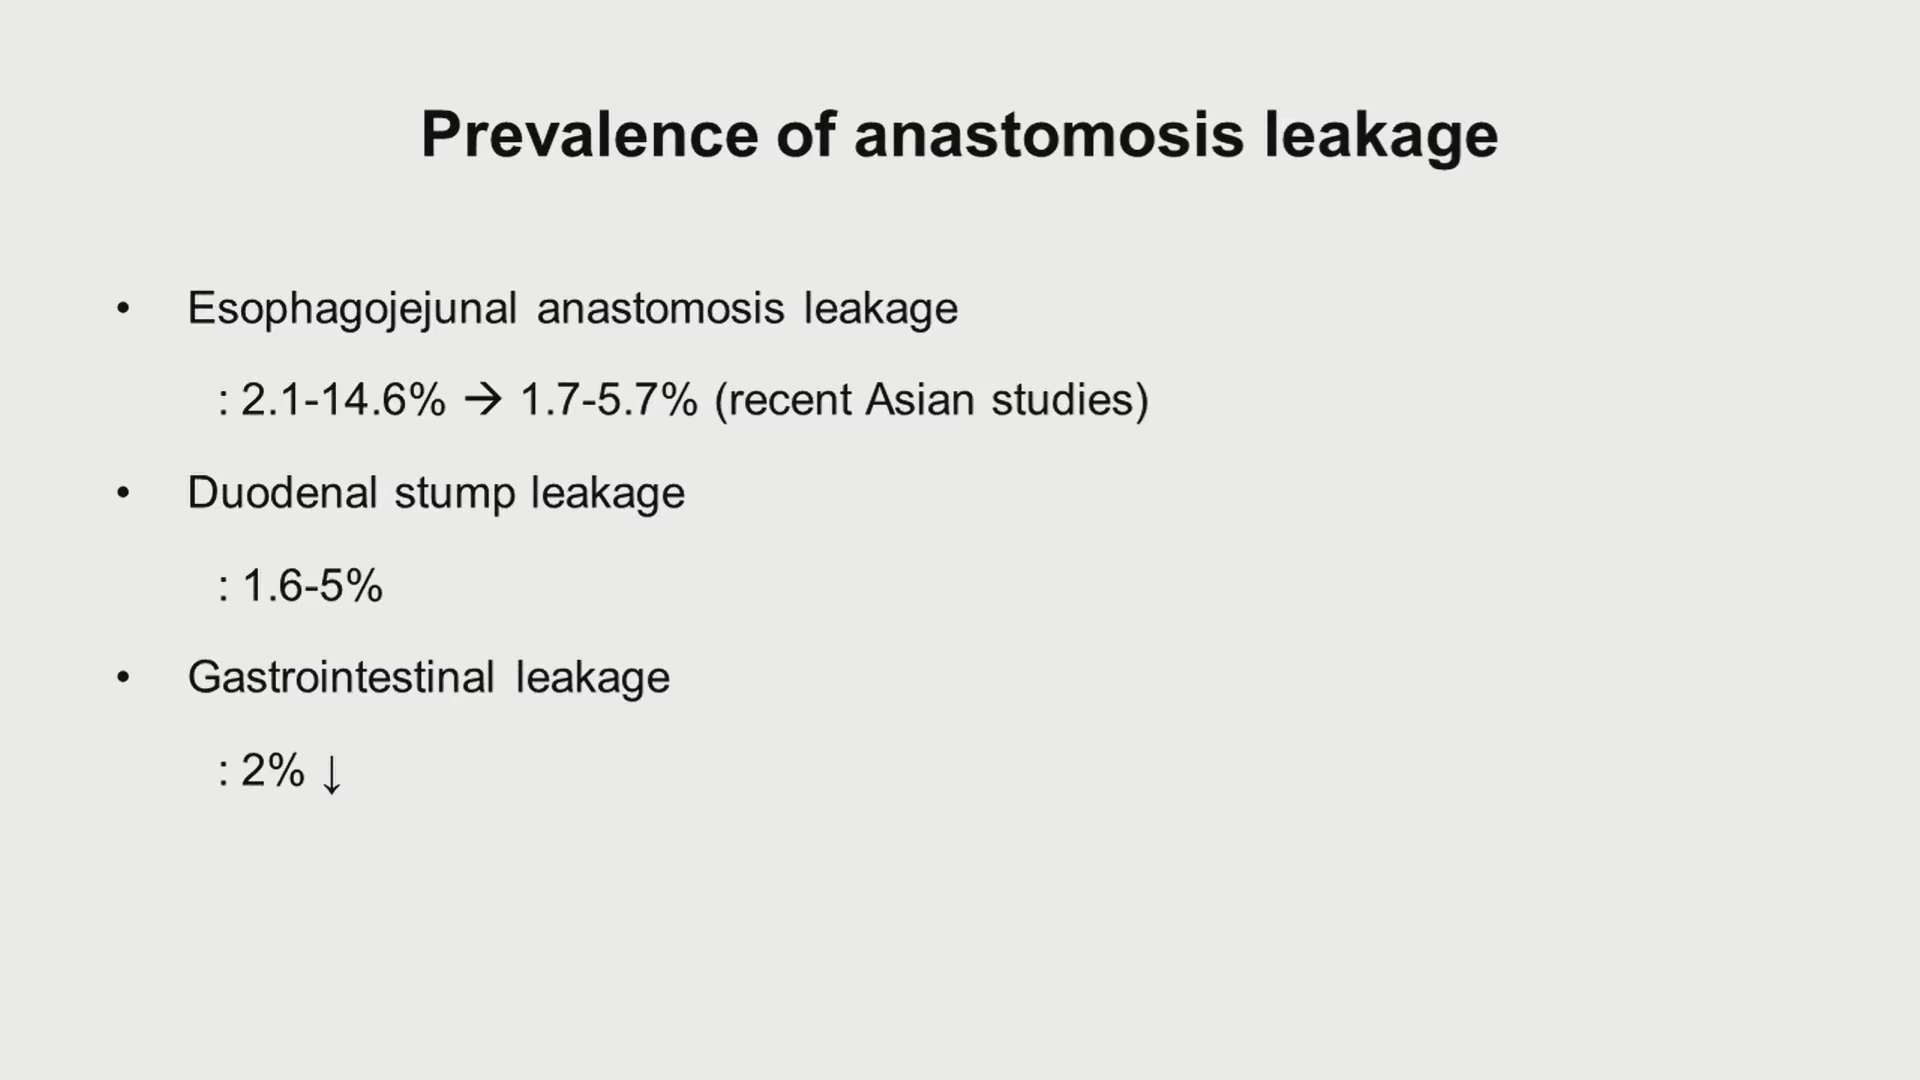 Prevalence of anastomosis leakage
• Esophagojejunal anastomosis leakage
: 2.1-14.6% → 1.7-5.7% (recent Asian studies)
• Duodenal stump leakage
: 1.6-5%
• Gastrointestinal leakage
: 2% ↓